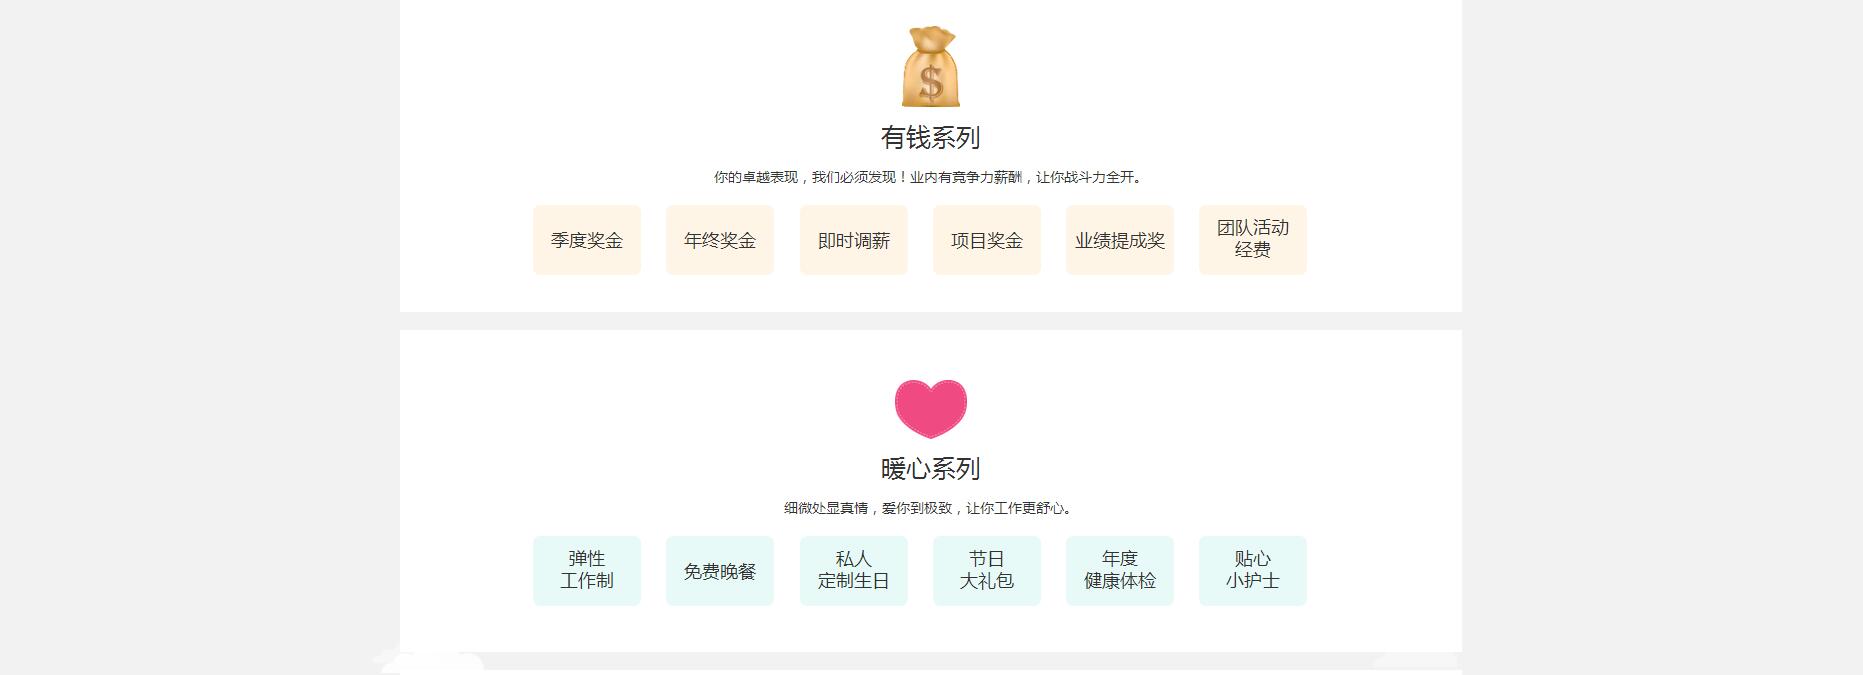 有钱系列
你的卓越表现，我们必须发现！业内有竞争力薪酬，让你战斗力全开。
季度奖金
年终奖金
即时调薪
项目奖金
业绩提成奖
团队活动
经费
暖心系列
细微处显真情，爱你到极致，让你工作更舒心。
弹性
工作制
免费晚餐
私人
定制生日
节日
大礼包
年度
健康体检
贴心
小护士